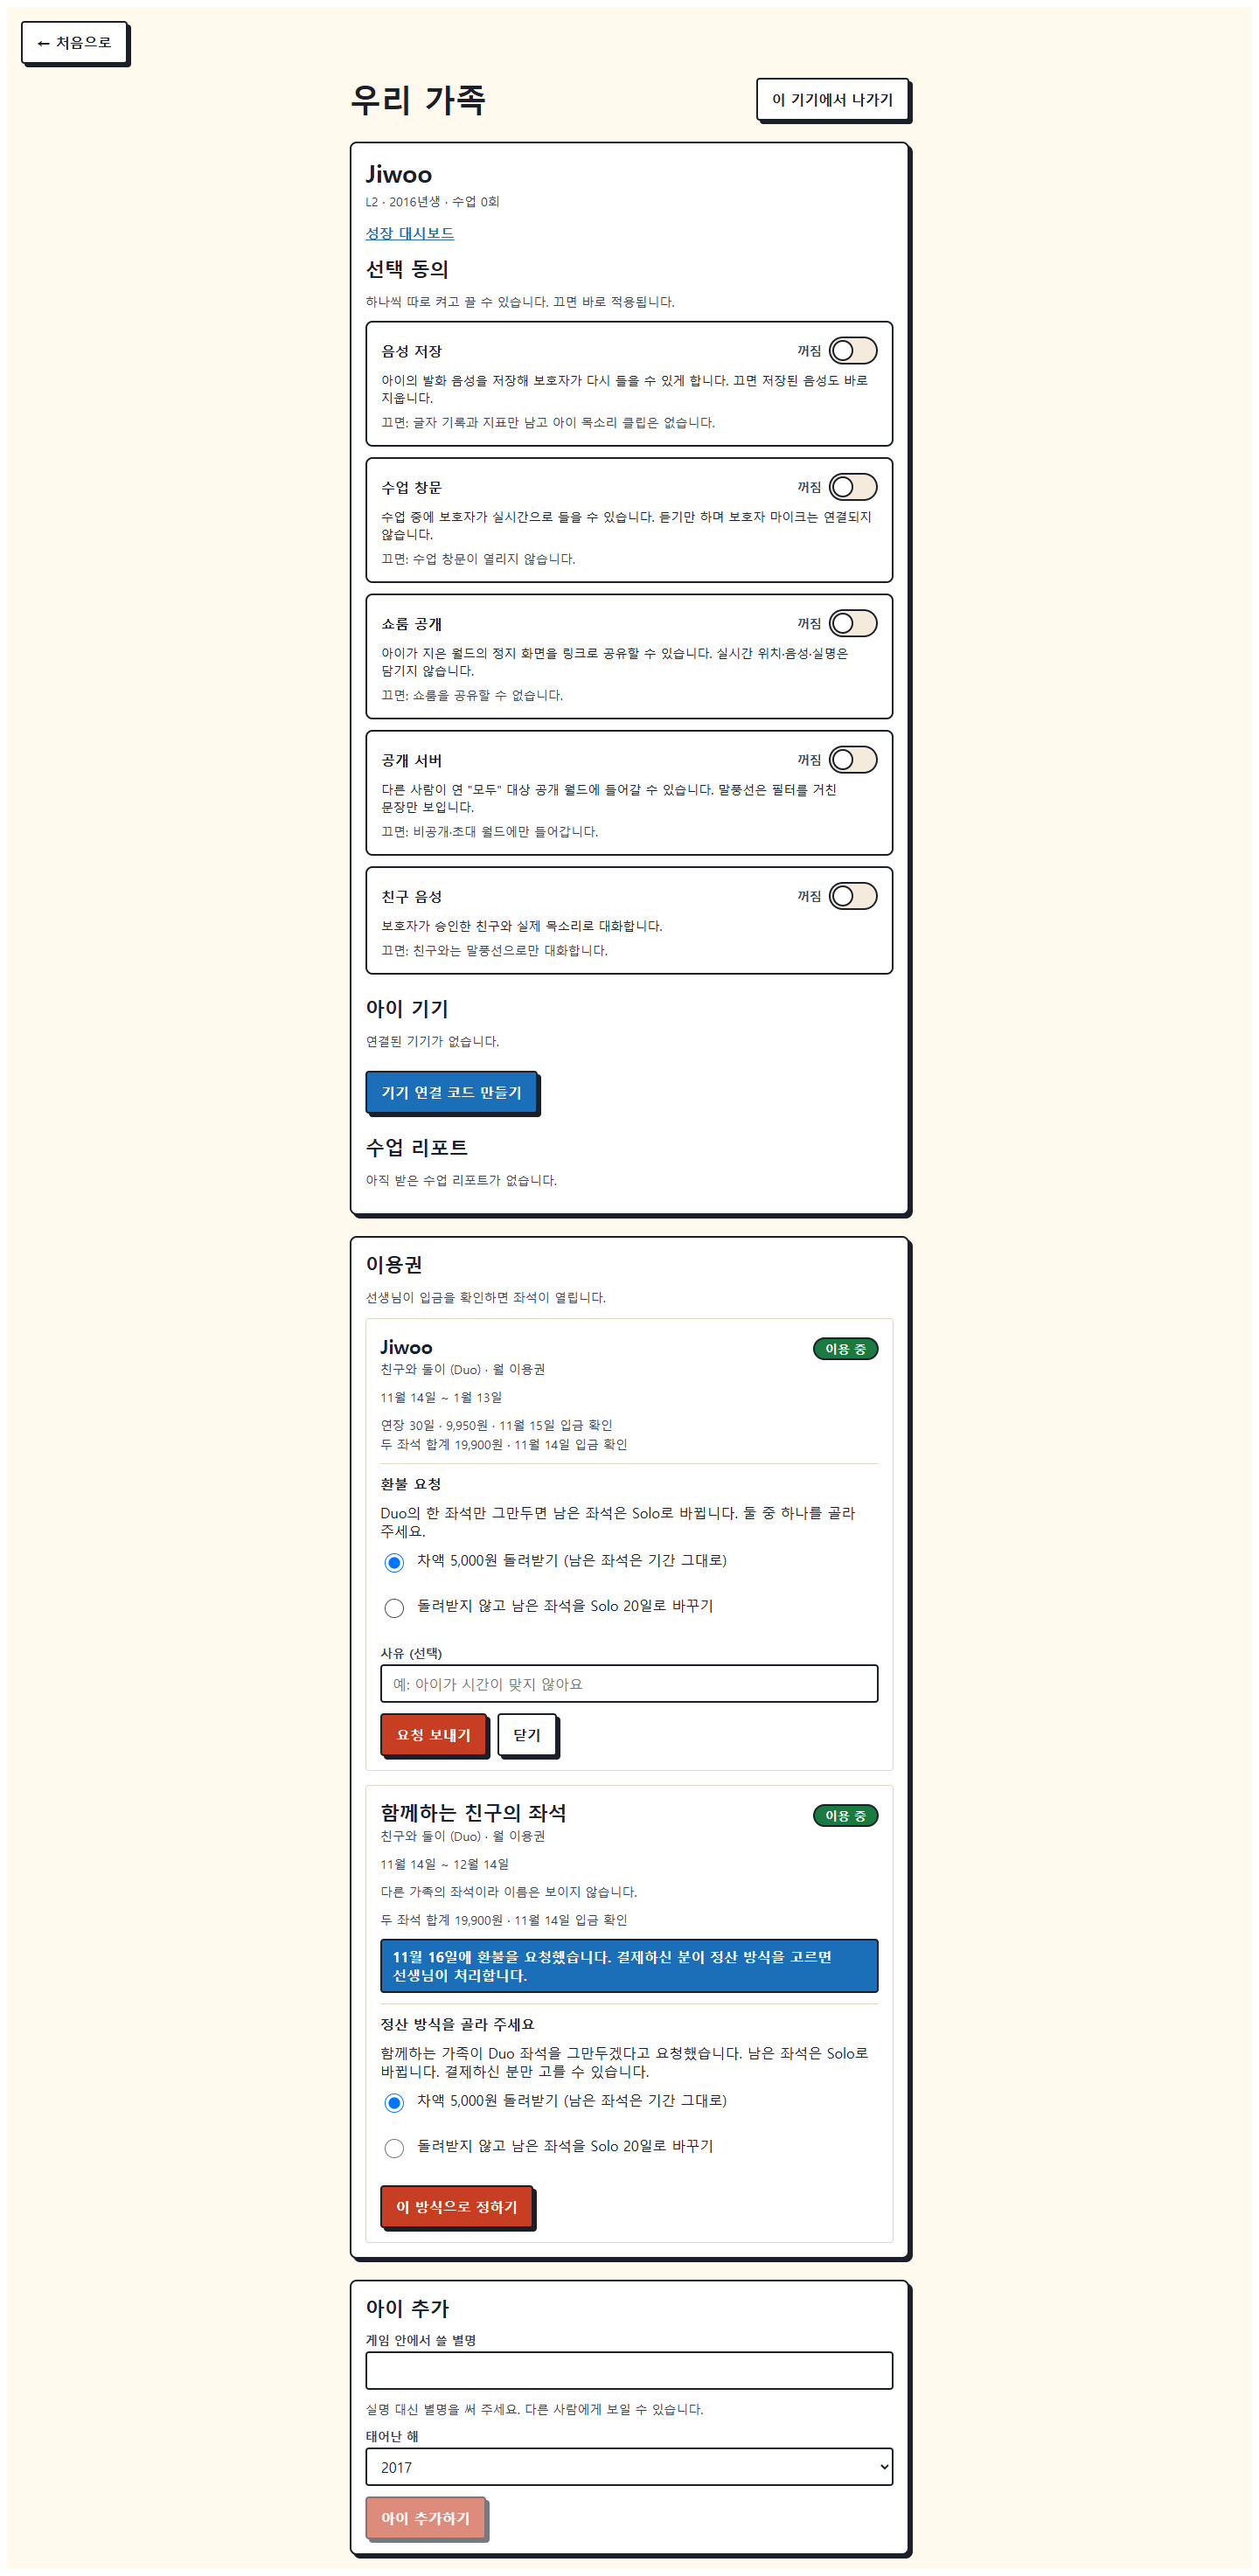 ← 처음으로
우리 가족
이 기기에서 나가기
Jiwoo
L2 · 2016년생 · 수업 0회
성장 대시보드
선택 동의
하나씩 따로 켜고 끌 수 있습니다. 끄면 바로 적용됩니다.
음성 저장
꺼짐
아이의 발화 음성을 저장해 보호자가 다시 들을 수 있게 합니다. 끄면 저장된 음성도 바로
지웁니다.
끄면: 글자 기록과 지표만 남고 아이 목소리 클립은 없습니다.
수업 창문
꺼짐
수업 중에 보호자가 실시간으로 들을 수 있습니다. 듣기만 하며 보호자 마이크는 연결되지
않습니다.
끄면: 수업 창문이 열리지 않습니다.
쇼룸 공개
꺼짐
아이가 지은 월드의 정지 화면을 링크로 공유할 수 있습니다. 실시간 위치·음성·실명은
담기지 않습니다.
끄면: 쇼룸을 공유할 수 없습니다.
공개 서버
꺼짐
다른 사람이 연 "모두" 대상 공개 월드에 들어갈 수 있습니다. 말풍선은 필터를 거친
문장만 보입니다.
끄면: 비공개·초대 월드에만 들어갑니다.
친구 음성
꺼짐
보호자가 승인한 친구와 실제 목소리로 대화합니다.
끄면: 친구와는 말풍선으로만 대화합니다.
아이 기기
연결된 기기가 없습니다.
기기 연결 코드 만들기
수업 리포트
아직 받은 수업 리포트가 없습니다.
이용권
선생님이 입금을 확인하면 좌석이 열립니다.
Jiwoo
이용 중
친구와 둘이 (Duo) · 월 이용권
11월 14일 ~ 1월 13일
연장 30일 · 9,950원 · 11월 15일 입금 확인
두 좌석 합계 19,900원 · 11월 14일 입금 확인
환불 요청
Duo의 한 좌석만 그만두면 남은 좌석은 Solo로 바뀝니다. 둘 중 하나를 골라
주세요.
차액 5,000원 돌려받기 (남은 좌석은 기간 그대로)
돌려받지 않고 남은 좌석을 Solo 20일로 바꾸기
사유 (선택)
예: 아이가 시간이 맞지 않아요
요청 보내기
닫기
함께하는 친구의 좌석
이용 중
친구와 둘이 (Duo) · 월 이용권
11월 14일 ~ 12월 14일
다른 가족의 좌석이라 이름은 보이지 않습니다.
두 좌석 합계 19,900원 · 11월 14일 입금 확인
11월 16일에 환불을 요청했습니다. 결제하신 분이 정산 방식을 고르면
선생님이 처리합니다.
정산 방식을 골라 주세요
함께하는 가족이 Duo 좌석을 그만두겠다고 요청했습니다. 남은 좌석은 Solo로
바뀝니다. 결제하신 분만 고를 수 있습니다.
차액 5,000원 돌려받기 (남은 좌석은 기간 그대로)
돌려받지 않고 남은 좌석을 Solo 20일로 바꾸기
이 방식으로 정하기
아이 추가
게임 안에서 쓸 별명
실명 대신 별명을 써 주세요. 다른 사람에게 보일 수 있습니다.
태어난 해
2017
아이 추가하기